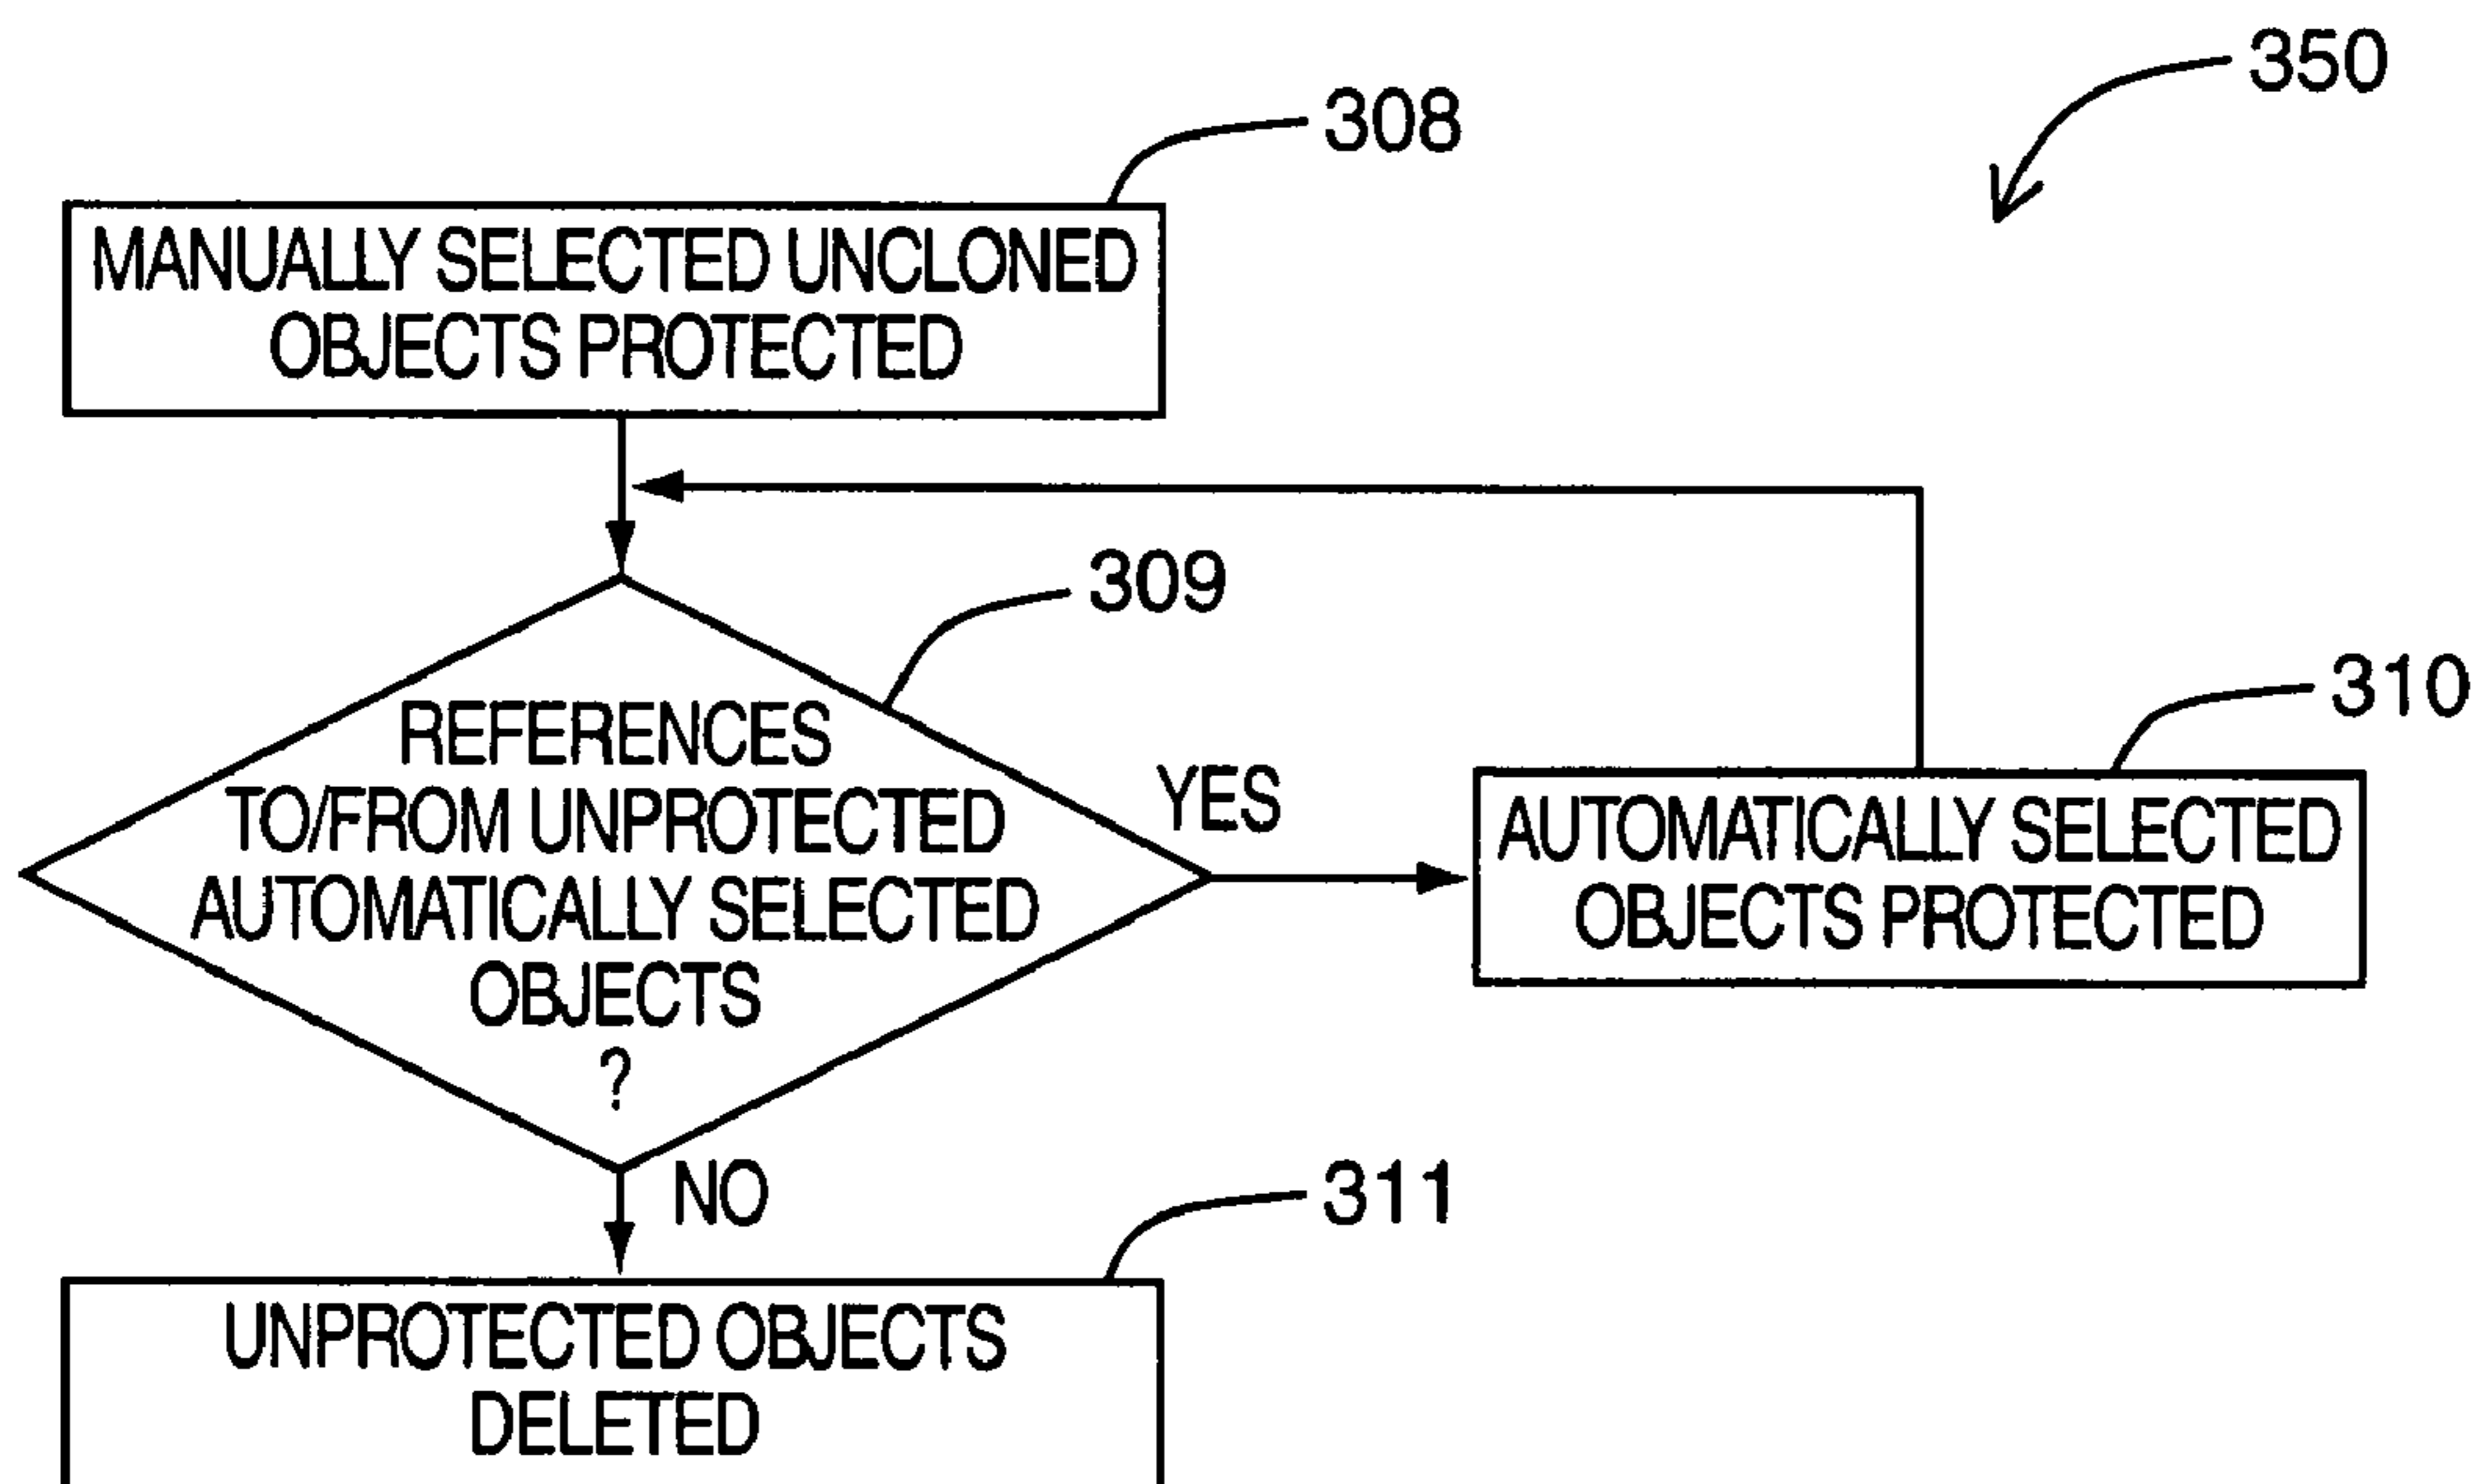 350
308
MANUALLY SELECTED UNCLONED
OBJECTS PROTECTED
309
REFERENCES
TO/FROM UNPROTECTED
AUTOMATICALLY SELECTED
OBJECTS
?
YES
310
AUTOMATICALLY SELECTED
OBJECTS PROTECTED
NO
311
UNPROTECTED OBJECTS
DELETED